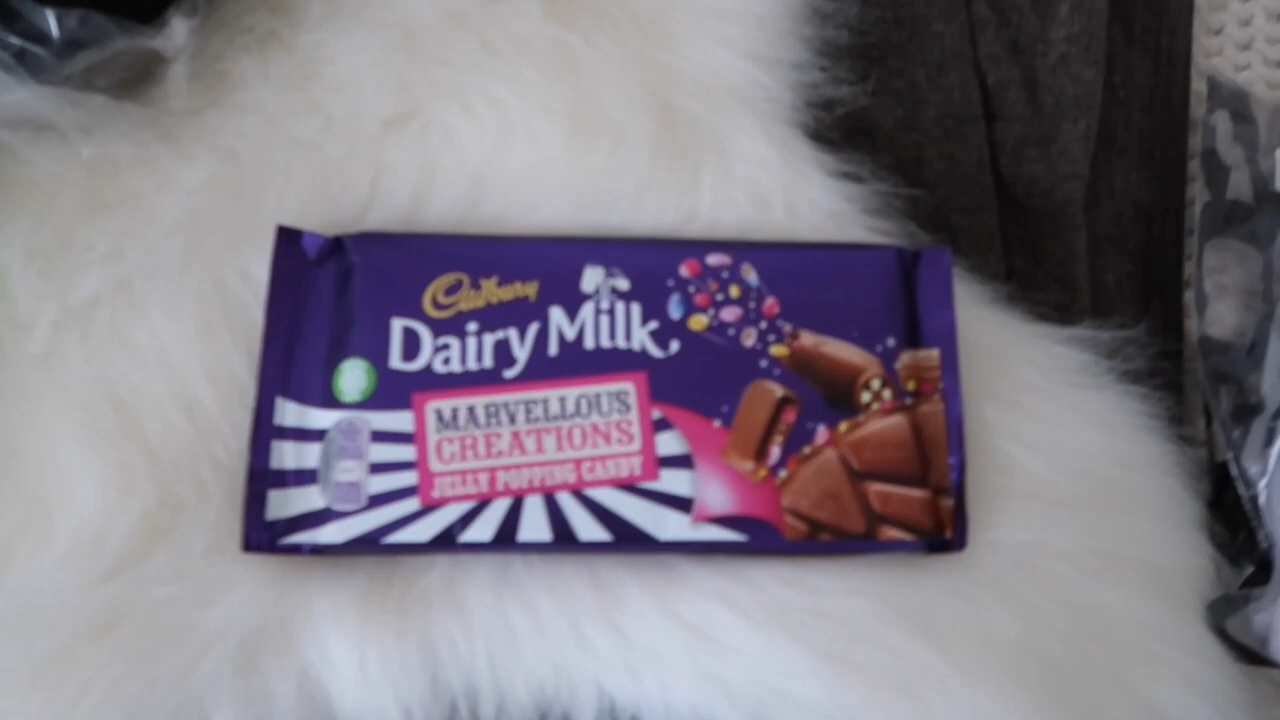 Cadbury
Dairy Milk
MARVELLOUS
CREATIONS
JELLY POPPING CANDY